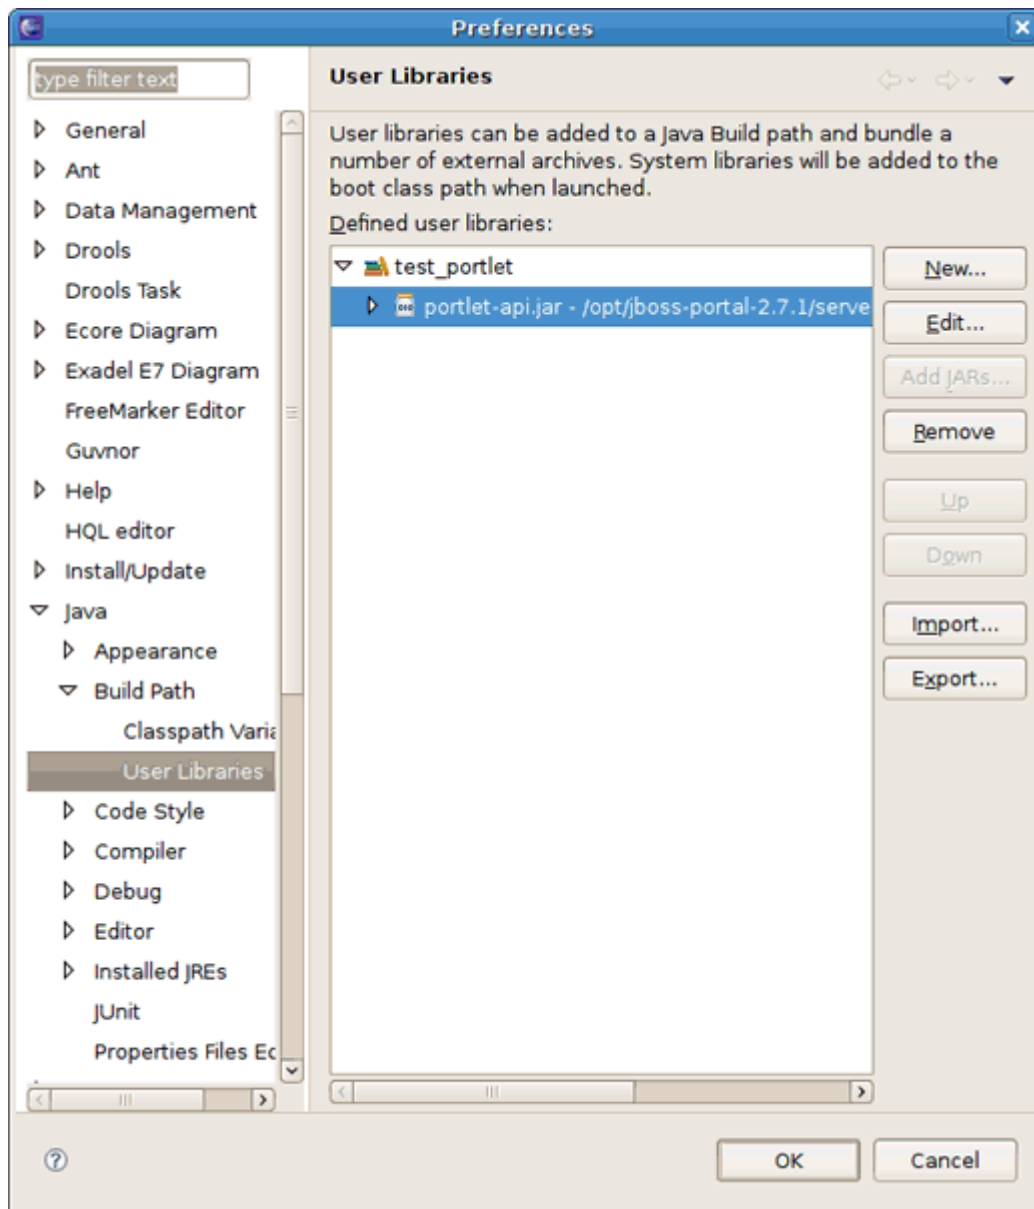 Preferences
type filter text
General
Ant
Data Management
Drools
Drools Task
Ecore Diagram
Exadel E7 Diagram
FreeMarker Editor
Guvnor
Help
HQL editor
Install/Update
Java
Appearance
Build Path
Classpath Varia
User Libraries
Code Style
Compiler
Debug
Editor
Installed JREs
JUnit
Properties Files Ec
User Libraries
User libraries can be added to a Java Build path and bundle a
number of external archives. System libraries will be added to the
boot class path when launched.
Defined user libraries:
test_portlet
portlet-api.jar - /opt/jboss-portal-2.7.1/serve
New...
Edit...
Add JARs...
Remove
Up
Down
Import...
Export...
OK
Cancel